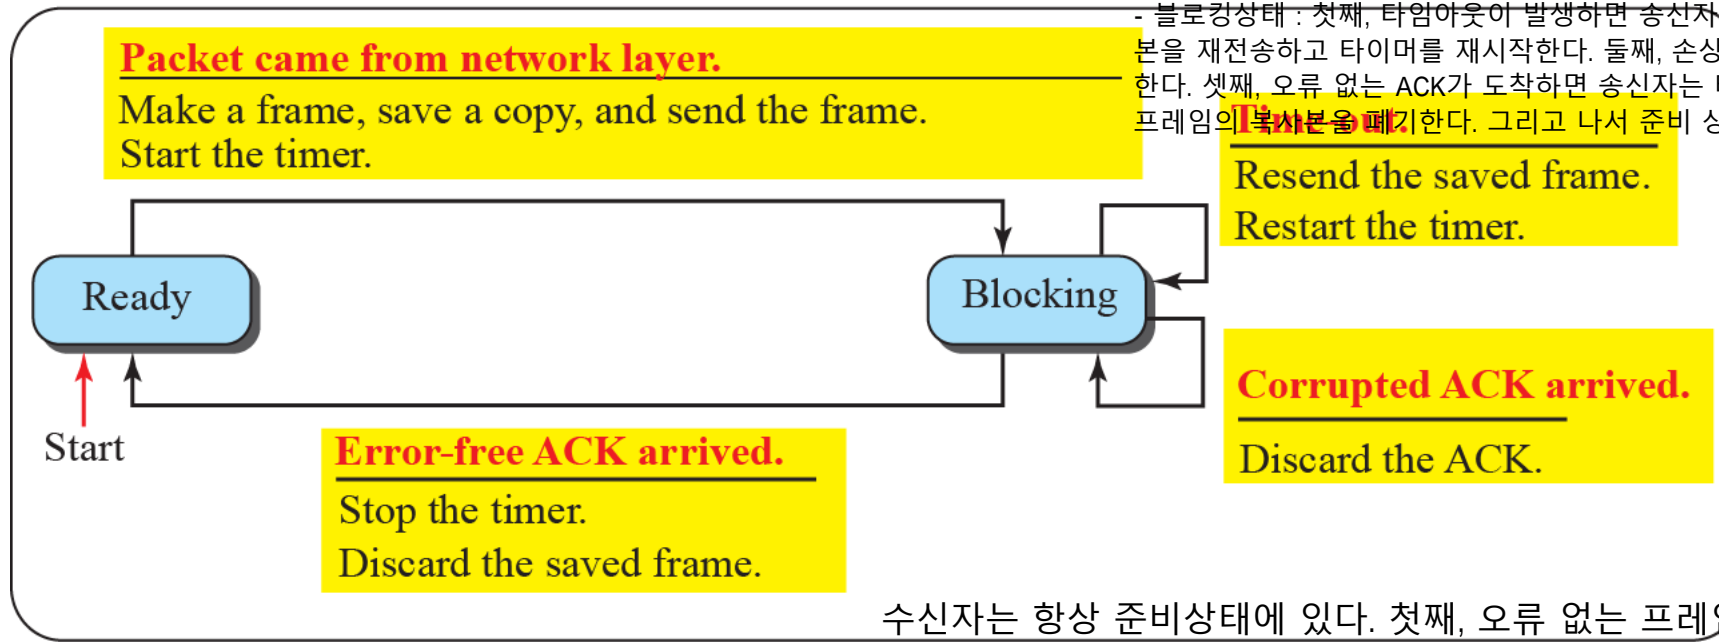 Packet came from network layer.
Make a frame, save a copy, and send the frame.
Start the timer.
- 블로킹상태 : 첫째, 타임아웃이 발생하면 송신자
본을 재전송하고 타이머를 재시작한다. 둘째, 손상
한다. 셋째, 오류 없는 ACK가 도착하면 송신자는
프레임의 복사본을 폐기한다. 그리고 나서 준비
Time-out.
Resend the saved frame.
Restart the timer.
Ready
Blocking
Start
Corrupted ACK arrived.
Discard the ACK.
Error-free ACK arrived.
Stop the timer.
Discard the saved frame.
수신자는 항상 준비상태에 있다. 첫째, 오류 없는